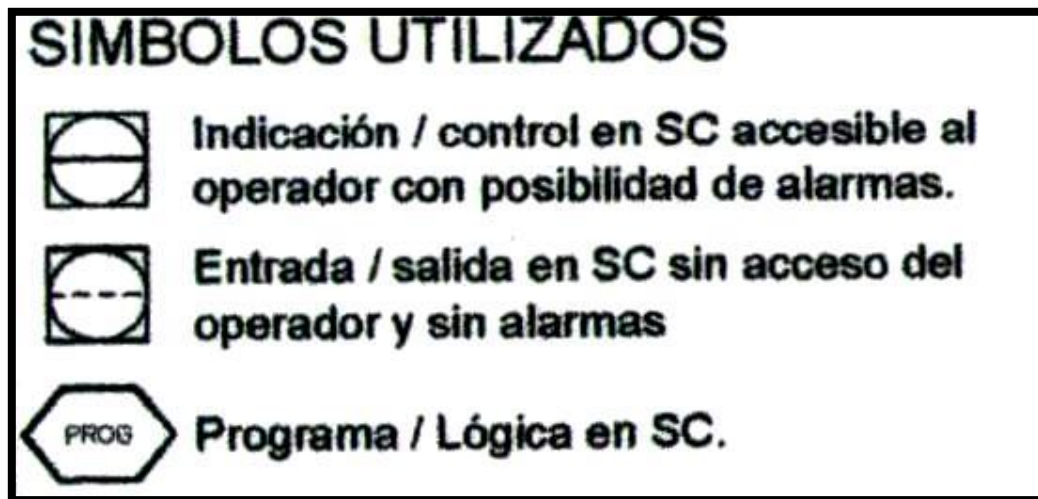 SIMBOLOS UTILIZADOS
Indicación / control en SC accesible al
operador con posibilidad de alarmas.
Entrada / salida en SC sin acceso del
operador y sin alarmas
PROG
Programa / Lógica en SC.